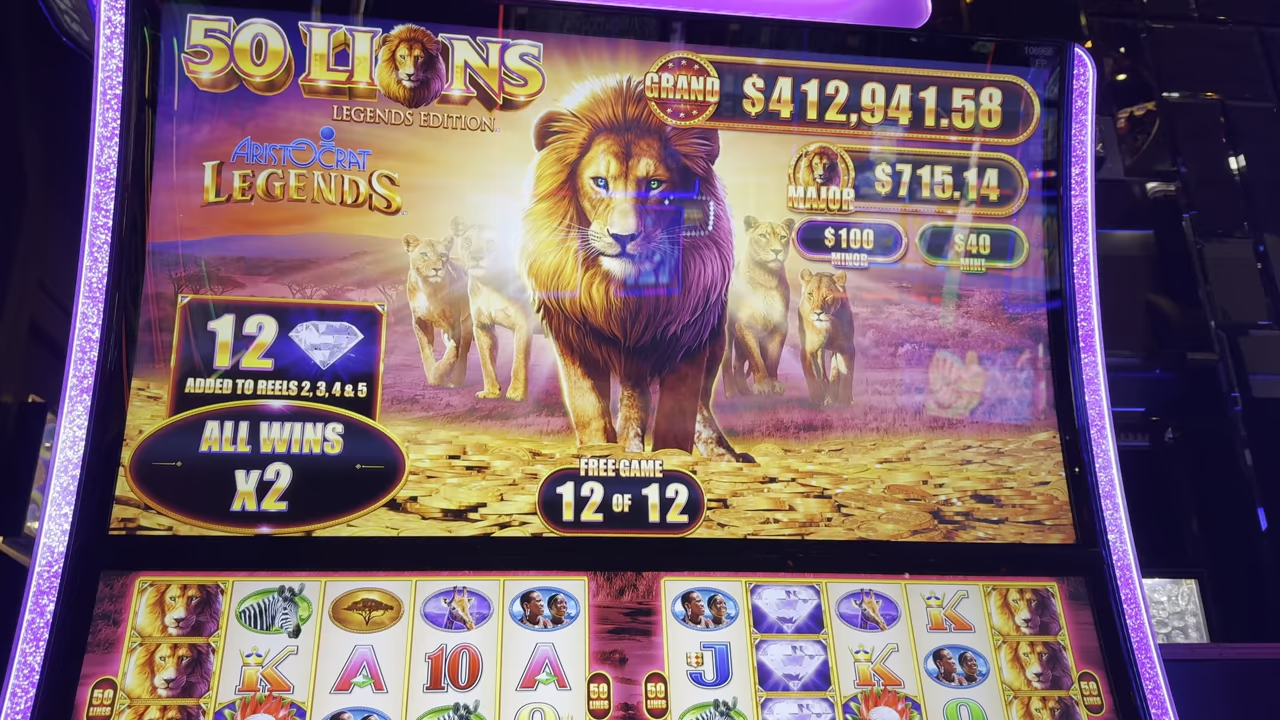 50 LIONS
LEGENDS EDITION
ARISTOCRAT
LEGENDS
GRAND $412,941.58
MAJOR $715.14
$100
MINOR
$40
MINI
12
ADDED TO REELS 2, 3, 4 & 5
ALL WINS
X2
FREE GAME
12 OF 12
K
J
K
A
10
A
K
50
LINES
50
LINES
50
LINES
50
LINES